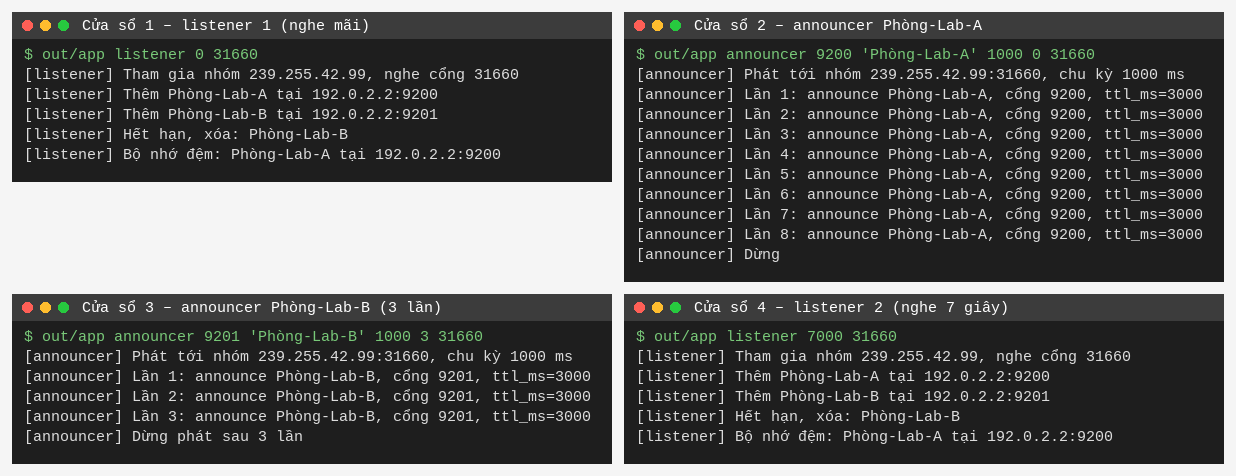 Cửa sổ 1 – listener 1 (nghe mãi)
$ out/app listener 0 31660
[listener] Tham gia nhóm 239.255.42.99, nghe cổng 31660
[listener] Thêm Phòng-Lab-A tại 192.0.2.2:9200
[listener] Thêm Phòng-Lab-B tại 192.0.2.2:9201
[listener] Hết hạn, xóa: Phòng-Lab-B
[listener] Bộ nhớ đệm: Phòng-Lab-A tại 192.0.2.2:9200
Cửa sổ 2 – announcer Phòng-Lab-A
$ out/app announcer 9200 'Phòng-Lab-A' 1000 0 31660
[announcer] Phát tới nhóm 239.255.42.99:31660, chu kỳ 1000 ms
[announcer] Lần 1: announce Phòng-Lab-A, cổng 9200, ttl_ms=3000
[announcer] Lần 2: announce Phòng-Lab-A, cổng 9200, ttl_ms=3000
[announcer] Lần 3: announce Phòng-Lab-A, cổng 9200, ttl_ms=3000
[announcer] Lần 4: announce Phòng-Lab-A, cổng 9200, ttl_ms=3000
[announcer] Lần 5: announce Phòng-Lab-A, cổng 9200, ttl_ms=3000
[announcer] Lần 6: announce Phòng-Lab-A, cổng 9200, ttl_ms=3000
[announcer] Lần 7: announce Phòng-Lab-A, cổng 9200, ttl_ms=3000
[announcer] Lần 8: announce Phòng-Lab-A, cổng 9200, ttl_ms=3000
[announcer] Dừng
Cửa sổ 3 – announcer Phòng-Lab-B (3 lần)
$ out/app announcer 9201 'Phòng-Lab-B' 1000 3 31660
[announcer] Phát tới nhóm 239.255.42.99:31660, chu kỳ 1000 ms
[announcer] Lần 1: announce Phòng-Lab-B, cổng 9201, ttl_ms=3000
[announcer] Lần 2: announce Phòng-Lab-B, cổng 9201, ttl_ms=3000
[announcer] Lần 3: announce Phòng-Lab-B, cổng 9201, ttl_ms=3000
[announcer] Dừng phát sau 3 lần
Cửa sổ 4 – listener 2 (nghe 7 giây)
$ out/app listener 7000 31660
[listener] Tham gia nhóm 239.255.42.99, nghe cổng 31660
[listener] Thêm Phòng-Lab-A tại 192.0.2.2:9200
[listener] Thêm Phòng-Lab-B tại 192.0.2.2:9201
[listener] Hết hạn, xóa: Phòng-Lab-B
[listener] Bộ nhớ đệm: Phòng-Lab-A tại 192.0.2.2:9200